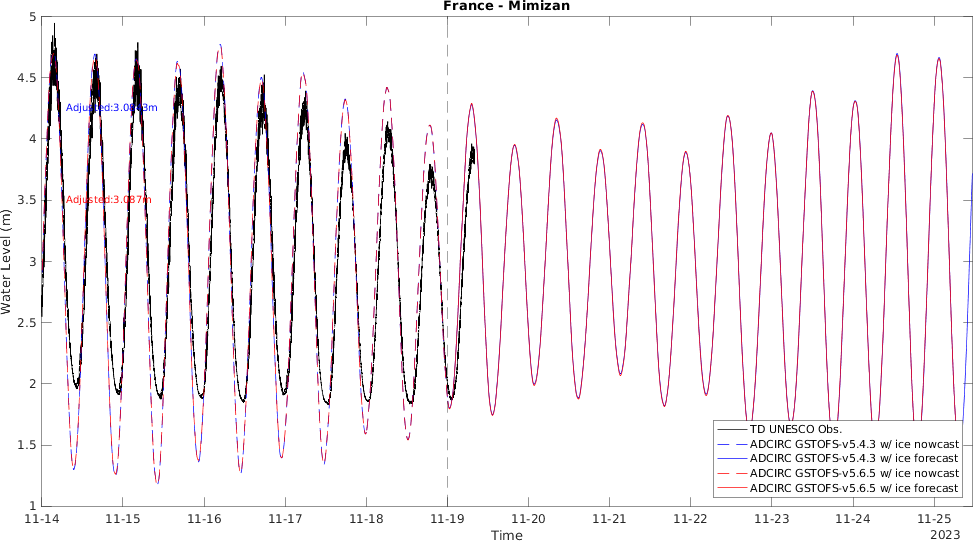 France - Mimizan
5
4.5
4
3.5
3
2.5
2
1.5
1
Water Level (m)
Adjusted:3.087m
TD UNESCO Obs.
ADCIRC GSTOFS-v5.4.3 w/ ice nowcast
ADCIRC GSTOFS-v5.4.3 w/ ice forecast
ADCIRC GSTOFS-v5.6.5 w/ ice nowcast
ADCIRC GSTOFS-v5.6.5 w/ ice forecast
11-14 11-15 11-16 11-17 11-18 11-19 11-20 11-21 11-22 11-23 11-24 11-25
2023
Time